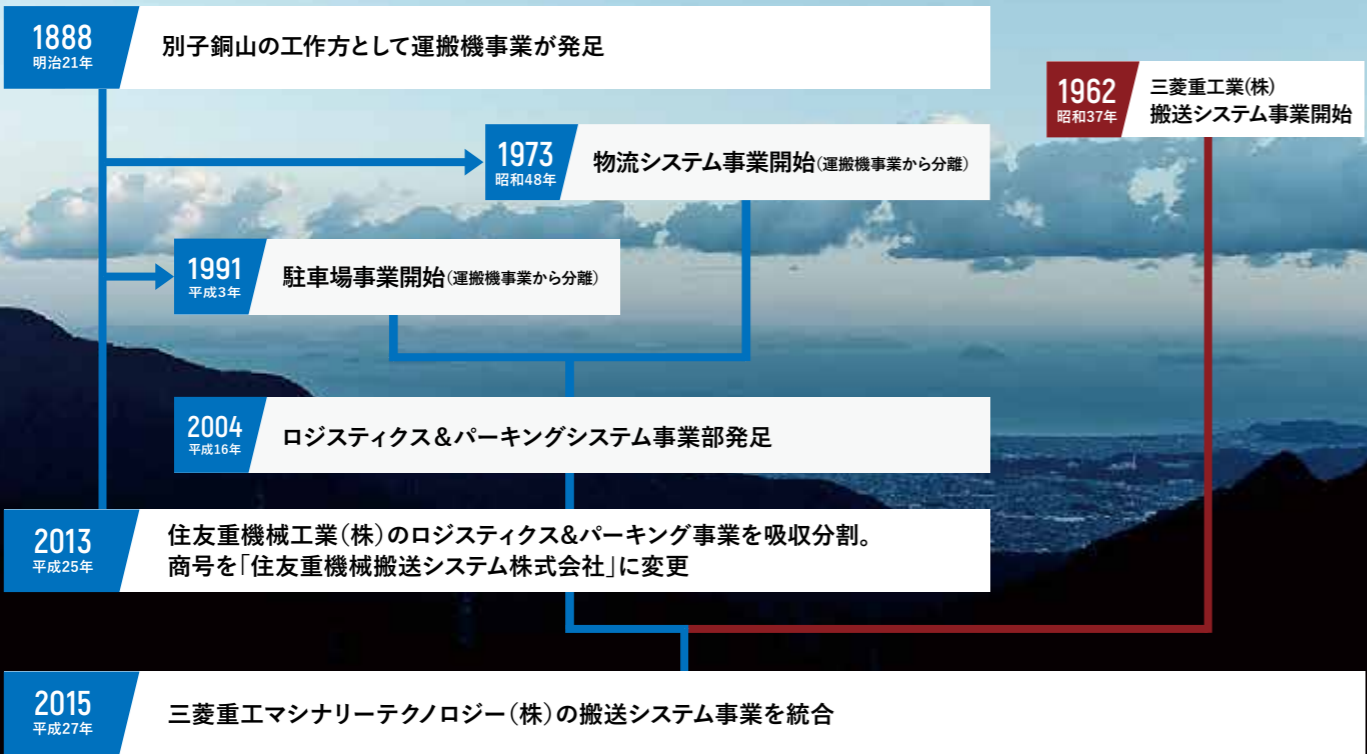 1888
明治21年
別子銅山の工作方として運搬機事業が発足
1962
昭和37年
三菱重工業(株)
搬送システム事業開始
1973
昭和48年
物流システム事業開始(運搬機事業から分離)
1991
平成3年
駐車場事業開始(運搬機事業から分離)
2004
平成16年
ロジスティクス&パーキングシステム事業部発足
2013
平成25年
住友重機械工業(株)のロジスティクス&パーキング事業を吸収分割。
商号を「住友重機械搬送システム株式会社」に変更
2015
平成27年
三菱重工マシナリーテクノロジー(株)の搬送システム事業を統合